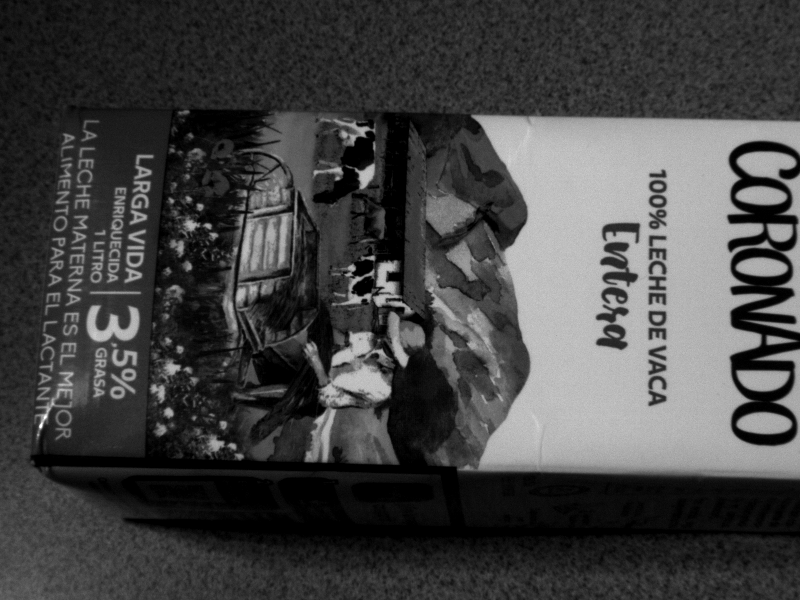 CORONADO
100% LECHE DE VACA
Entera
LARGA VIDA
ENRIQUECIDA
1 LITRO
3,5%
GRASA
LA LECHE MATERNA ES EL MEJOR
ALIMENTO PARA EL LACTANTE